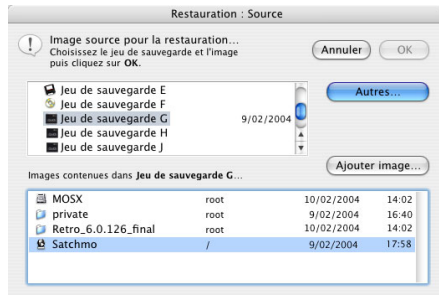 Restauration : Source
Image source pour la restauration...
Choisissez le jeu de sauvegarde et l'image
puis cliquez sur OK.
Annuler
OK
Jeu de sauvegarde E
Jeu de sauvegarde F
Jeu de sauvegarde G 9/02/2004
Jeu de sauvegarde H
Jeu de sauvegarde J
Autres...
Ajouter image...
Images contenues dans Jeu de sauvegarde G...
MOSX root 10/02/2004 14:02
private root 9/02/2004 16:40
Retro_6.0.126_final root 10/02/2004 14:02
Satchmo / 9/02/2004 17:58